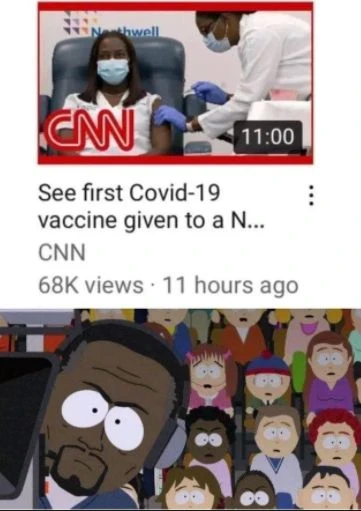 Northwell
CNN
11:00
See first Covid-19
vaccine given to a N...
CNN
68K views · 11 hours ago